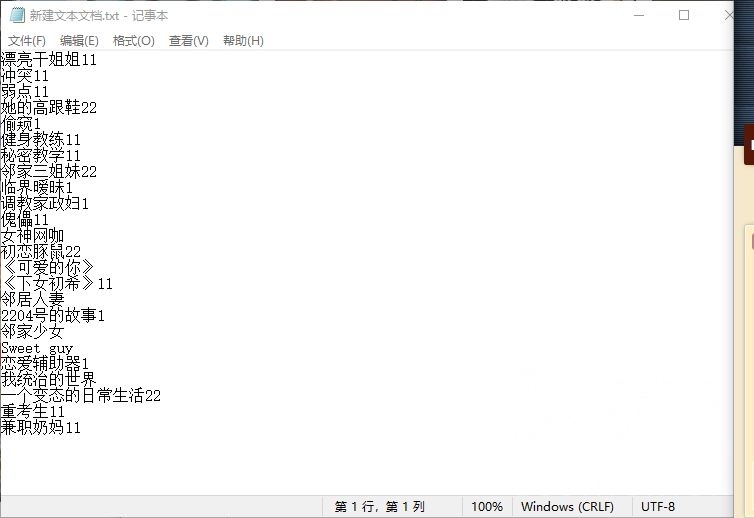 新建文本文档.txt - 记事本
文件(F) 编辑(E) 格式(O) 查看(V) 帮助(H)
漂亮干姐姐11
冲突11
弱点11
她的高跟鞋22
偷窥1
健身教练11
秘密教学11
邻家三姐妹22
临界暧昧1
调教家政妇1
傀儡11
女神网咖
初恋豚鼠22
《可爱的你》
《下女初希》11
邻居人妻
2204号的故事1
邻家少女
Sweet guy
恋爱辅助器1
我统治的世界
一个变态的日常生活22
重考生11
兼职奶妈11
第 1 行，第 1 列 100% Windows (CRLF) UTF-8